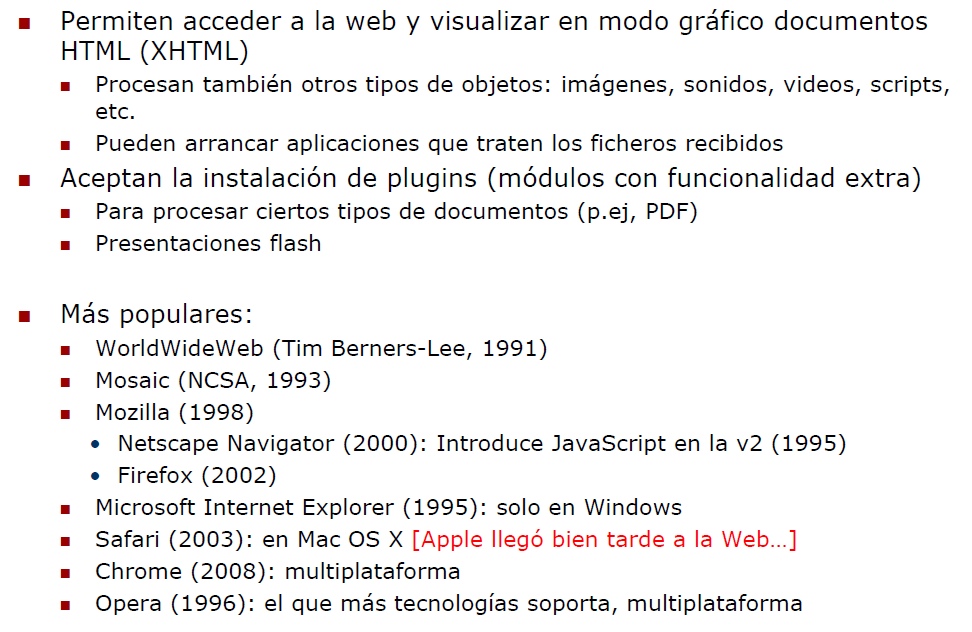 Permiten acceder a la web y visualizar en modo gráfico documentos
HTML (XHTML)
Procesan también otros tipos de objetos: imágenes, sonidos, videos, scripts,
etc.
Pueden arrancar aplicaciones que traten los ficheros recibidos
Aceptan la instalación de plugins (módulos con funcionalidad extra)
Para procesar ciertos tipos de documentos (p.ej, PDF)
Presentaciones flash
Más populares:
WorldWideWeb (Tim Berners-Lee, 1991)
Mosaic (NCSA, 1993)
Mozilla (1998)
Netscape Navigator (2000): Introduce JavaScript en la v2 (1995)
Firefox (2002)
Microsoft Internet Explorer (1995): solo en Windows
Safari (2003): en Mac OS X [Apple llegó bien tarde a la Web…]
Chrome (2008): multiplataforma
Opera (1996): el que más tecnologías soporta, multiplataforma